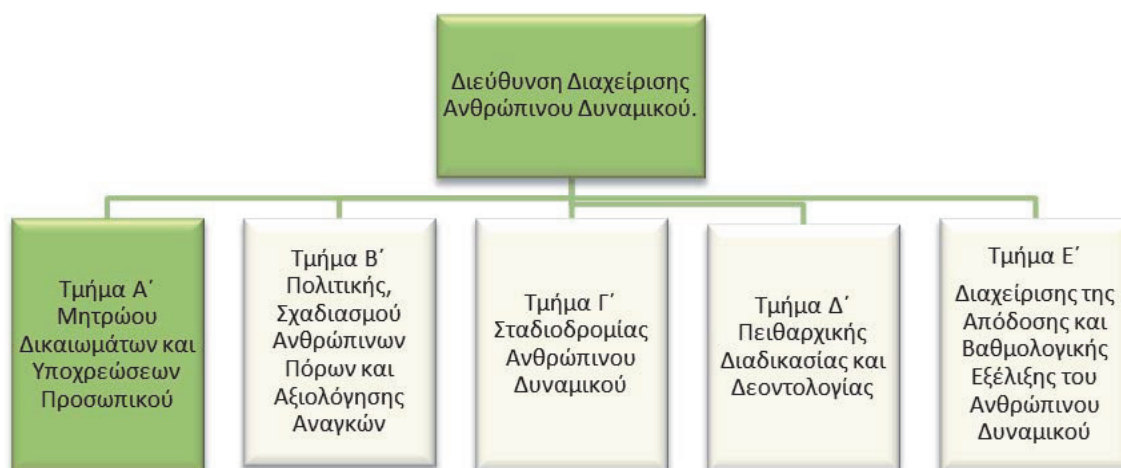 Διεύθυνση Διαχείρισης
Ανθρώπινου Δυναμικού.
Τμήμα Α΄
Μητρώου
Δικαιωμάτων και
Υποχρεώσεων
Προσωπικού
Τμήμα Β΄
Πολιτικής,
Σχαδιασμού
Ανθρώπινων
Πόρων και
Αξιολόγησης
Αναγκών
Τμήμα Γ΄
Σταδιοδρομίας
Ανθρώπινου
Δυναμικού
Τμήμα Δ΄
Πειθαρχικής
Διαδικασίας και
Δεοντολογίας
Τμήμα Ε΄
Διαχείρισης της
Απόδοσης και
Βαθμολογικής
Εξέλιξης του
Ανθρώπινου
Δυναμικού